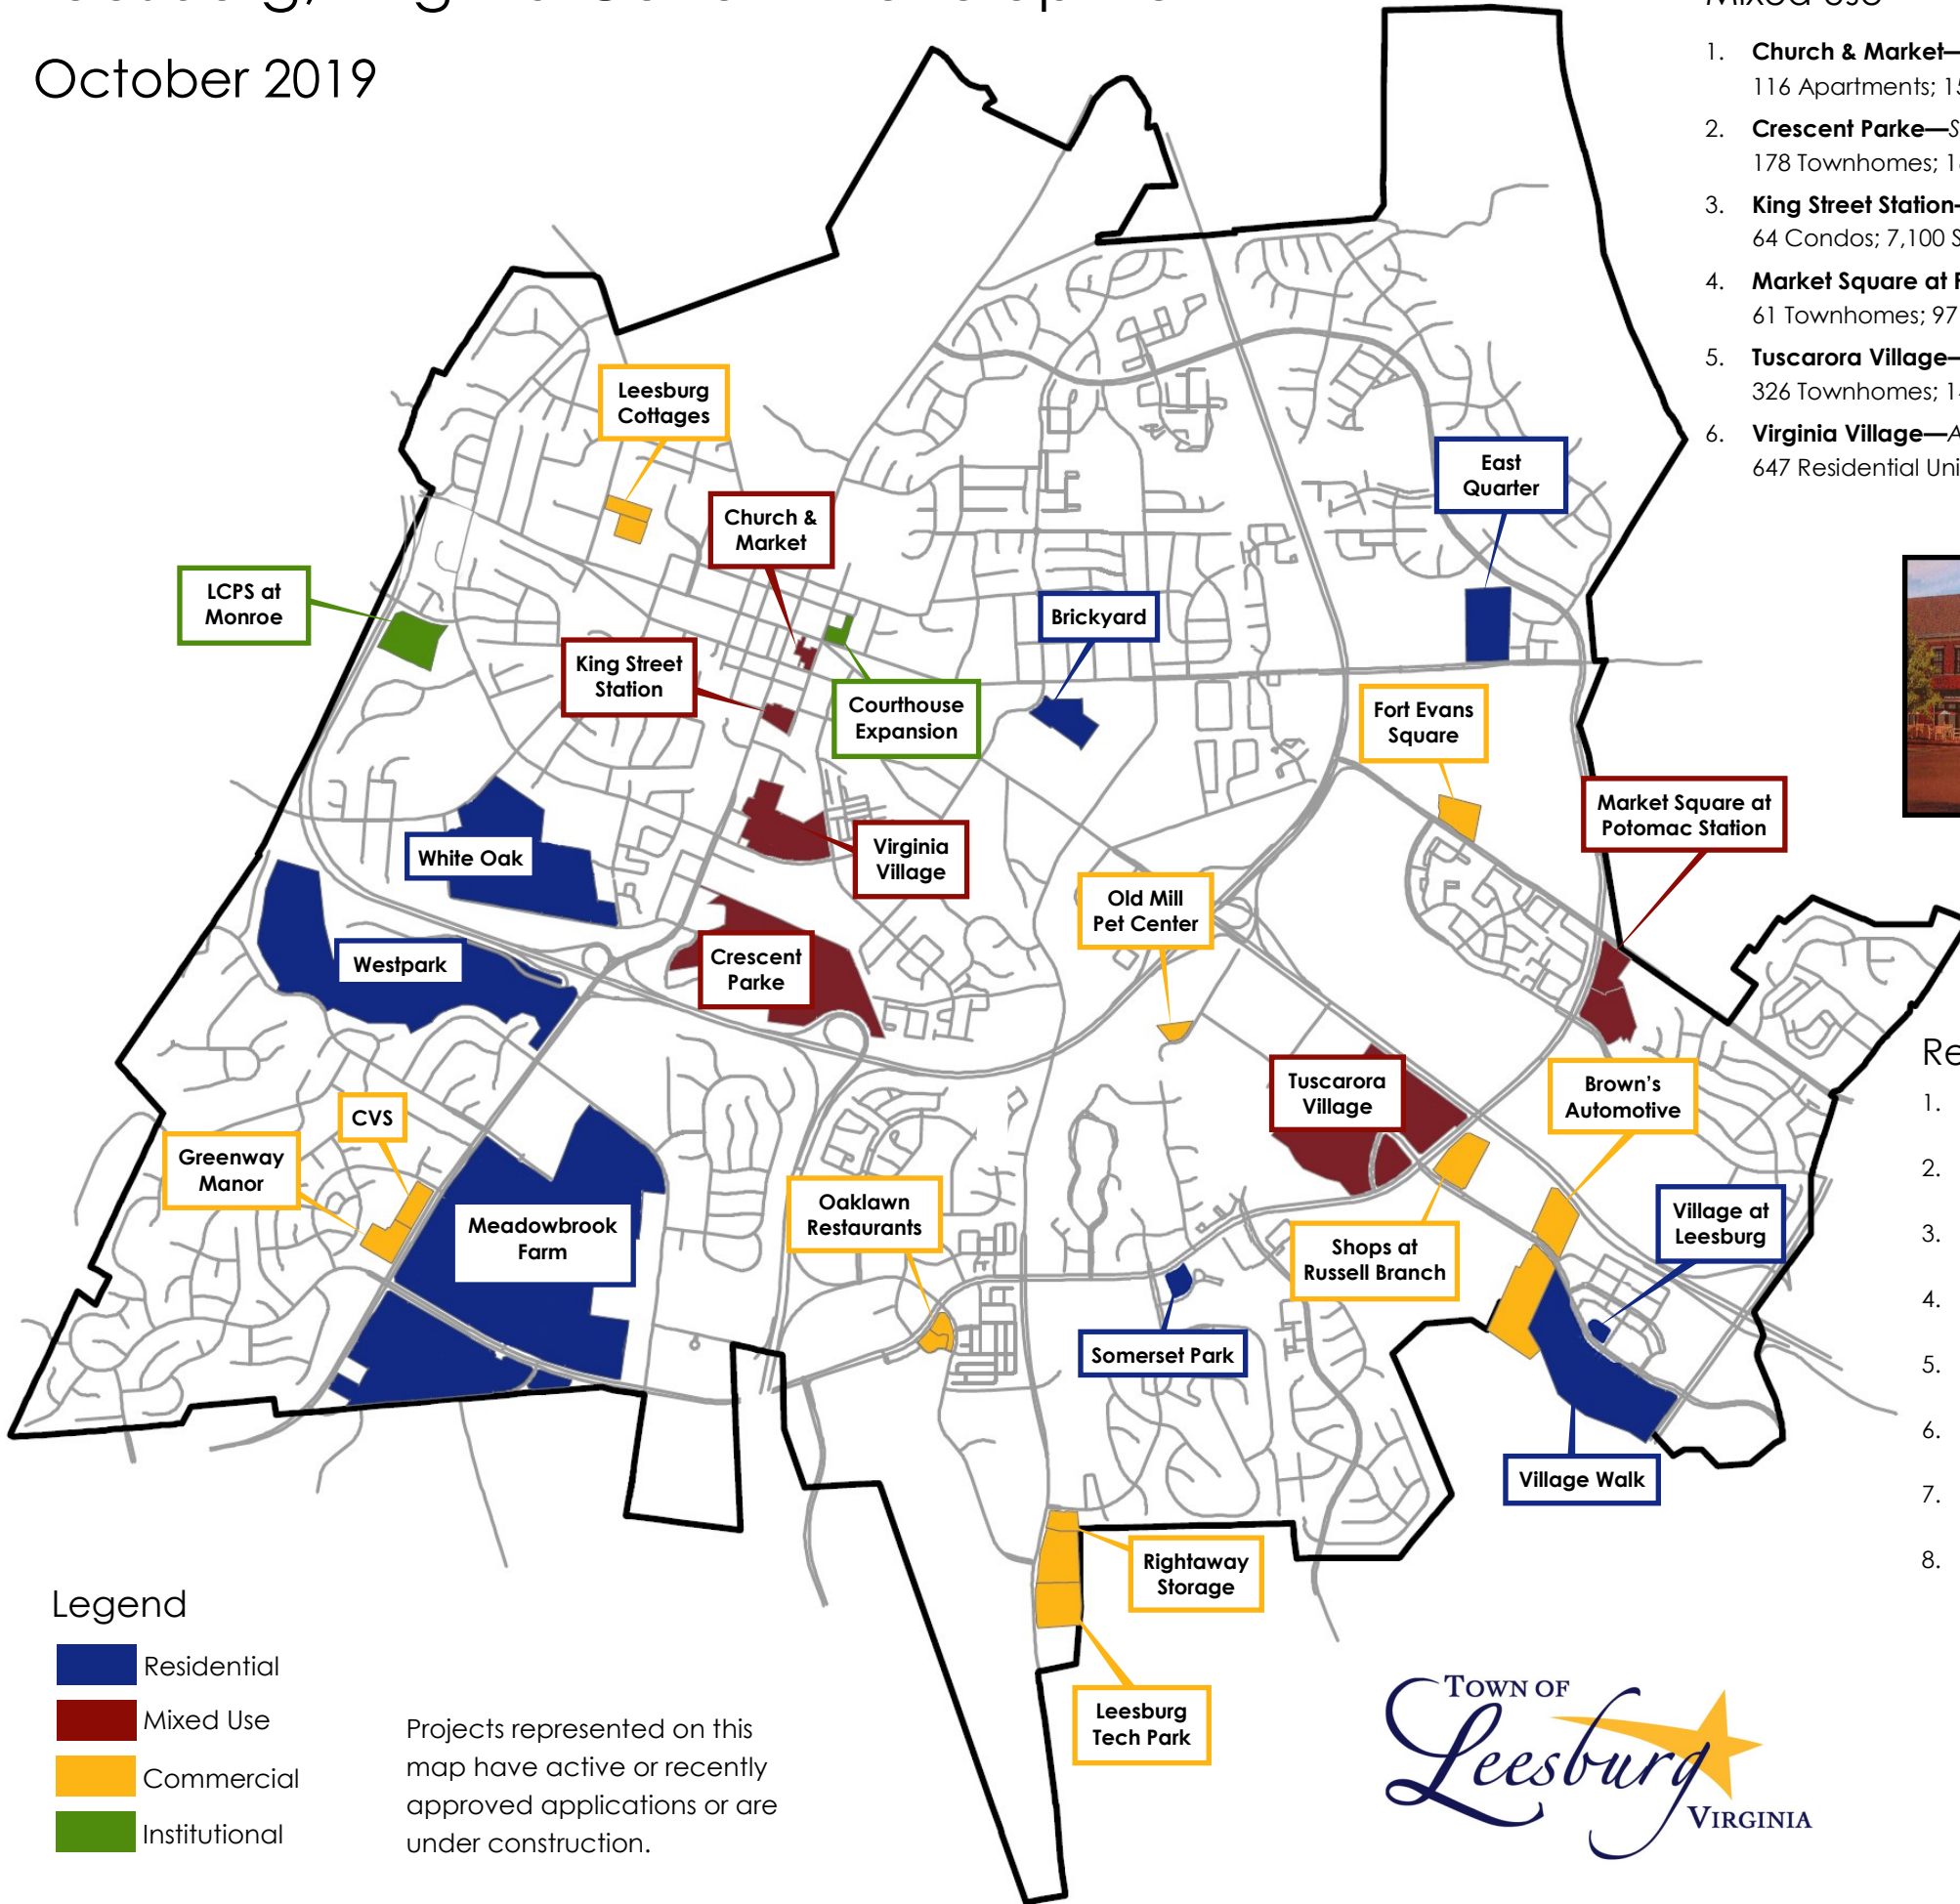 October 2019
1. Church & Market—
116 Apartments;
2. Crescent Parke—
178 Townhomes;
3. King Street Station
64 Condos; 7,100
4. Market Square at
61 Townhomes; 97
5. Tuscarora Village—
326 Townhomes;
6. Virginia Village—
647 Residential
Leesburg
Cottages
Church &
Market
East
Quarter
LCPS at
Monroe
King Street
Station
Brickyard
Courthouse
Expansion
Fort Evans
Square
Market Square at
Potomac Station
White Oak
Virginia
Village
Old Mill
Pet Center
Westpark
Crescent
Parke
Tuscarora
Village
Brown's
Automotive
CVS
Greenway
Manor
Meadowbrook
Farm
Oaklawn
Restaurants
Village at
Leesburg
Shops at
Russell Branch
Somerset Park
Village Walk
Rightaway
Storage
Leesburg
Tech Park
1.
2.
3.
4.
5.
6.
7.
8.
Legend
Residential
Mixed Use
Commercial
Institutional
Projects represented on this
map have active or recently
approved applications or are
under construction.
TOWN OF
Leesburg
VIRGINIA